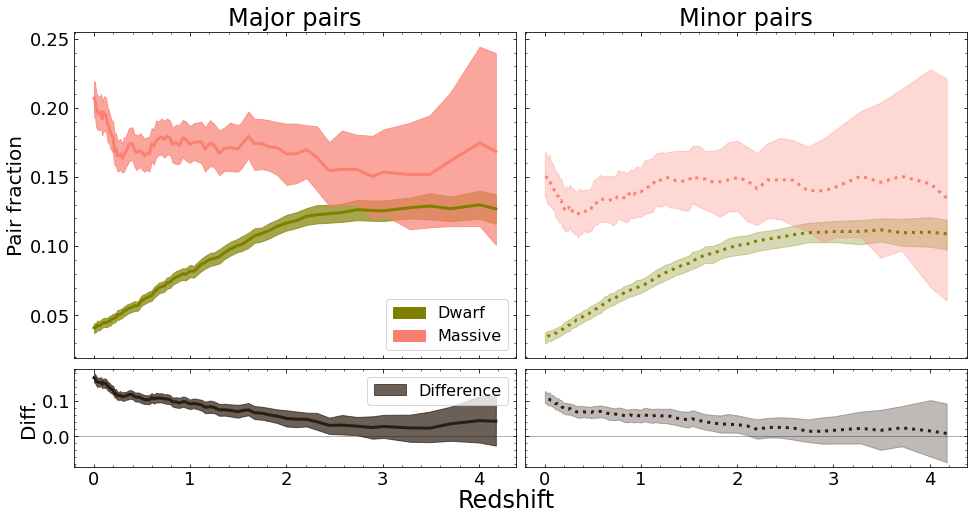 Major pairs
Minor pairs
Pair fraction
0.25
0.20
0.15
0.10
0.05
Dwarf
Massive
Diff.
0.1
0.0
Difference
0 1 2 3 4
0 1 2 3 4
Redshift